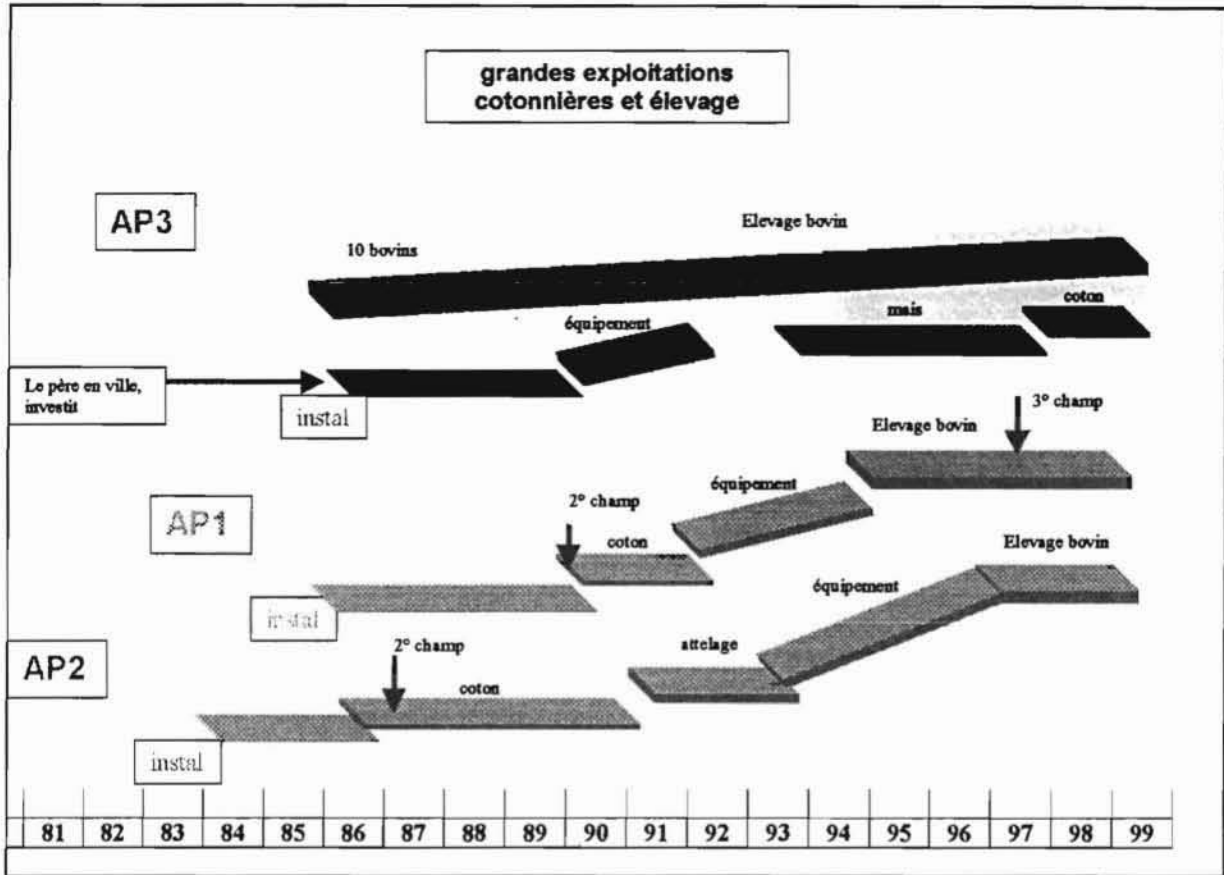 grandes exploitations
cotonnières et élevage
AP3
Elevage bovin
10 bovins
équipement
mais
coton
Le père en ville,
investit
instal
3° champ
Elevage bovin
équipement
2° champ
AP1
coton
Elevage bovin
instal
équipement
AP2
2° champ
attelage
coton
instal
81 82 83 84 85 86 87 88 89 90 91 92 93 94 95 96 97 98 99